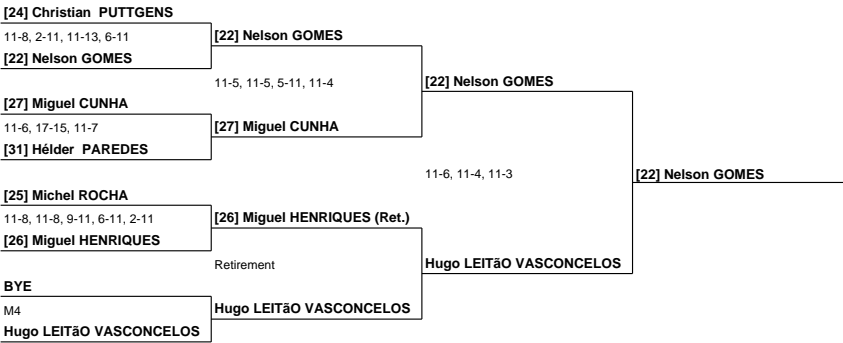 [24] Christian PUTTGENS
11-8, 2-11, 11-13, 6-11
[22] Nelson GOMES
[22] Nelson GOMES
11-5, 11-5, 5-11, 11-4
[22] Nelson GOMES
[27] Miguel CUNHA
11-6, 17-15, 11-7
[27] Miguel CUNHA
[31] Hélder PAREDES
11-6, 11-4, 11-3
[22] Nelson GOMES
[25] Michel ROCHA
11-8, 11-8, 9-11, 6-11, 2-11
[26] Miguel HENRIQUES (Ret.)
[26] Miguel HENRIQUES
Retirement
Hugo LEITãO VASCONCELOS
BYE
M4
Hugo LEITãO VASCONCELOS
Hugo LEITãO VASCONCELOS